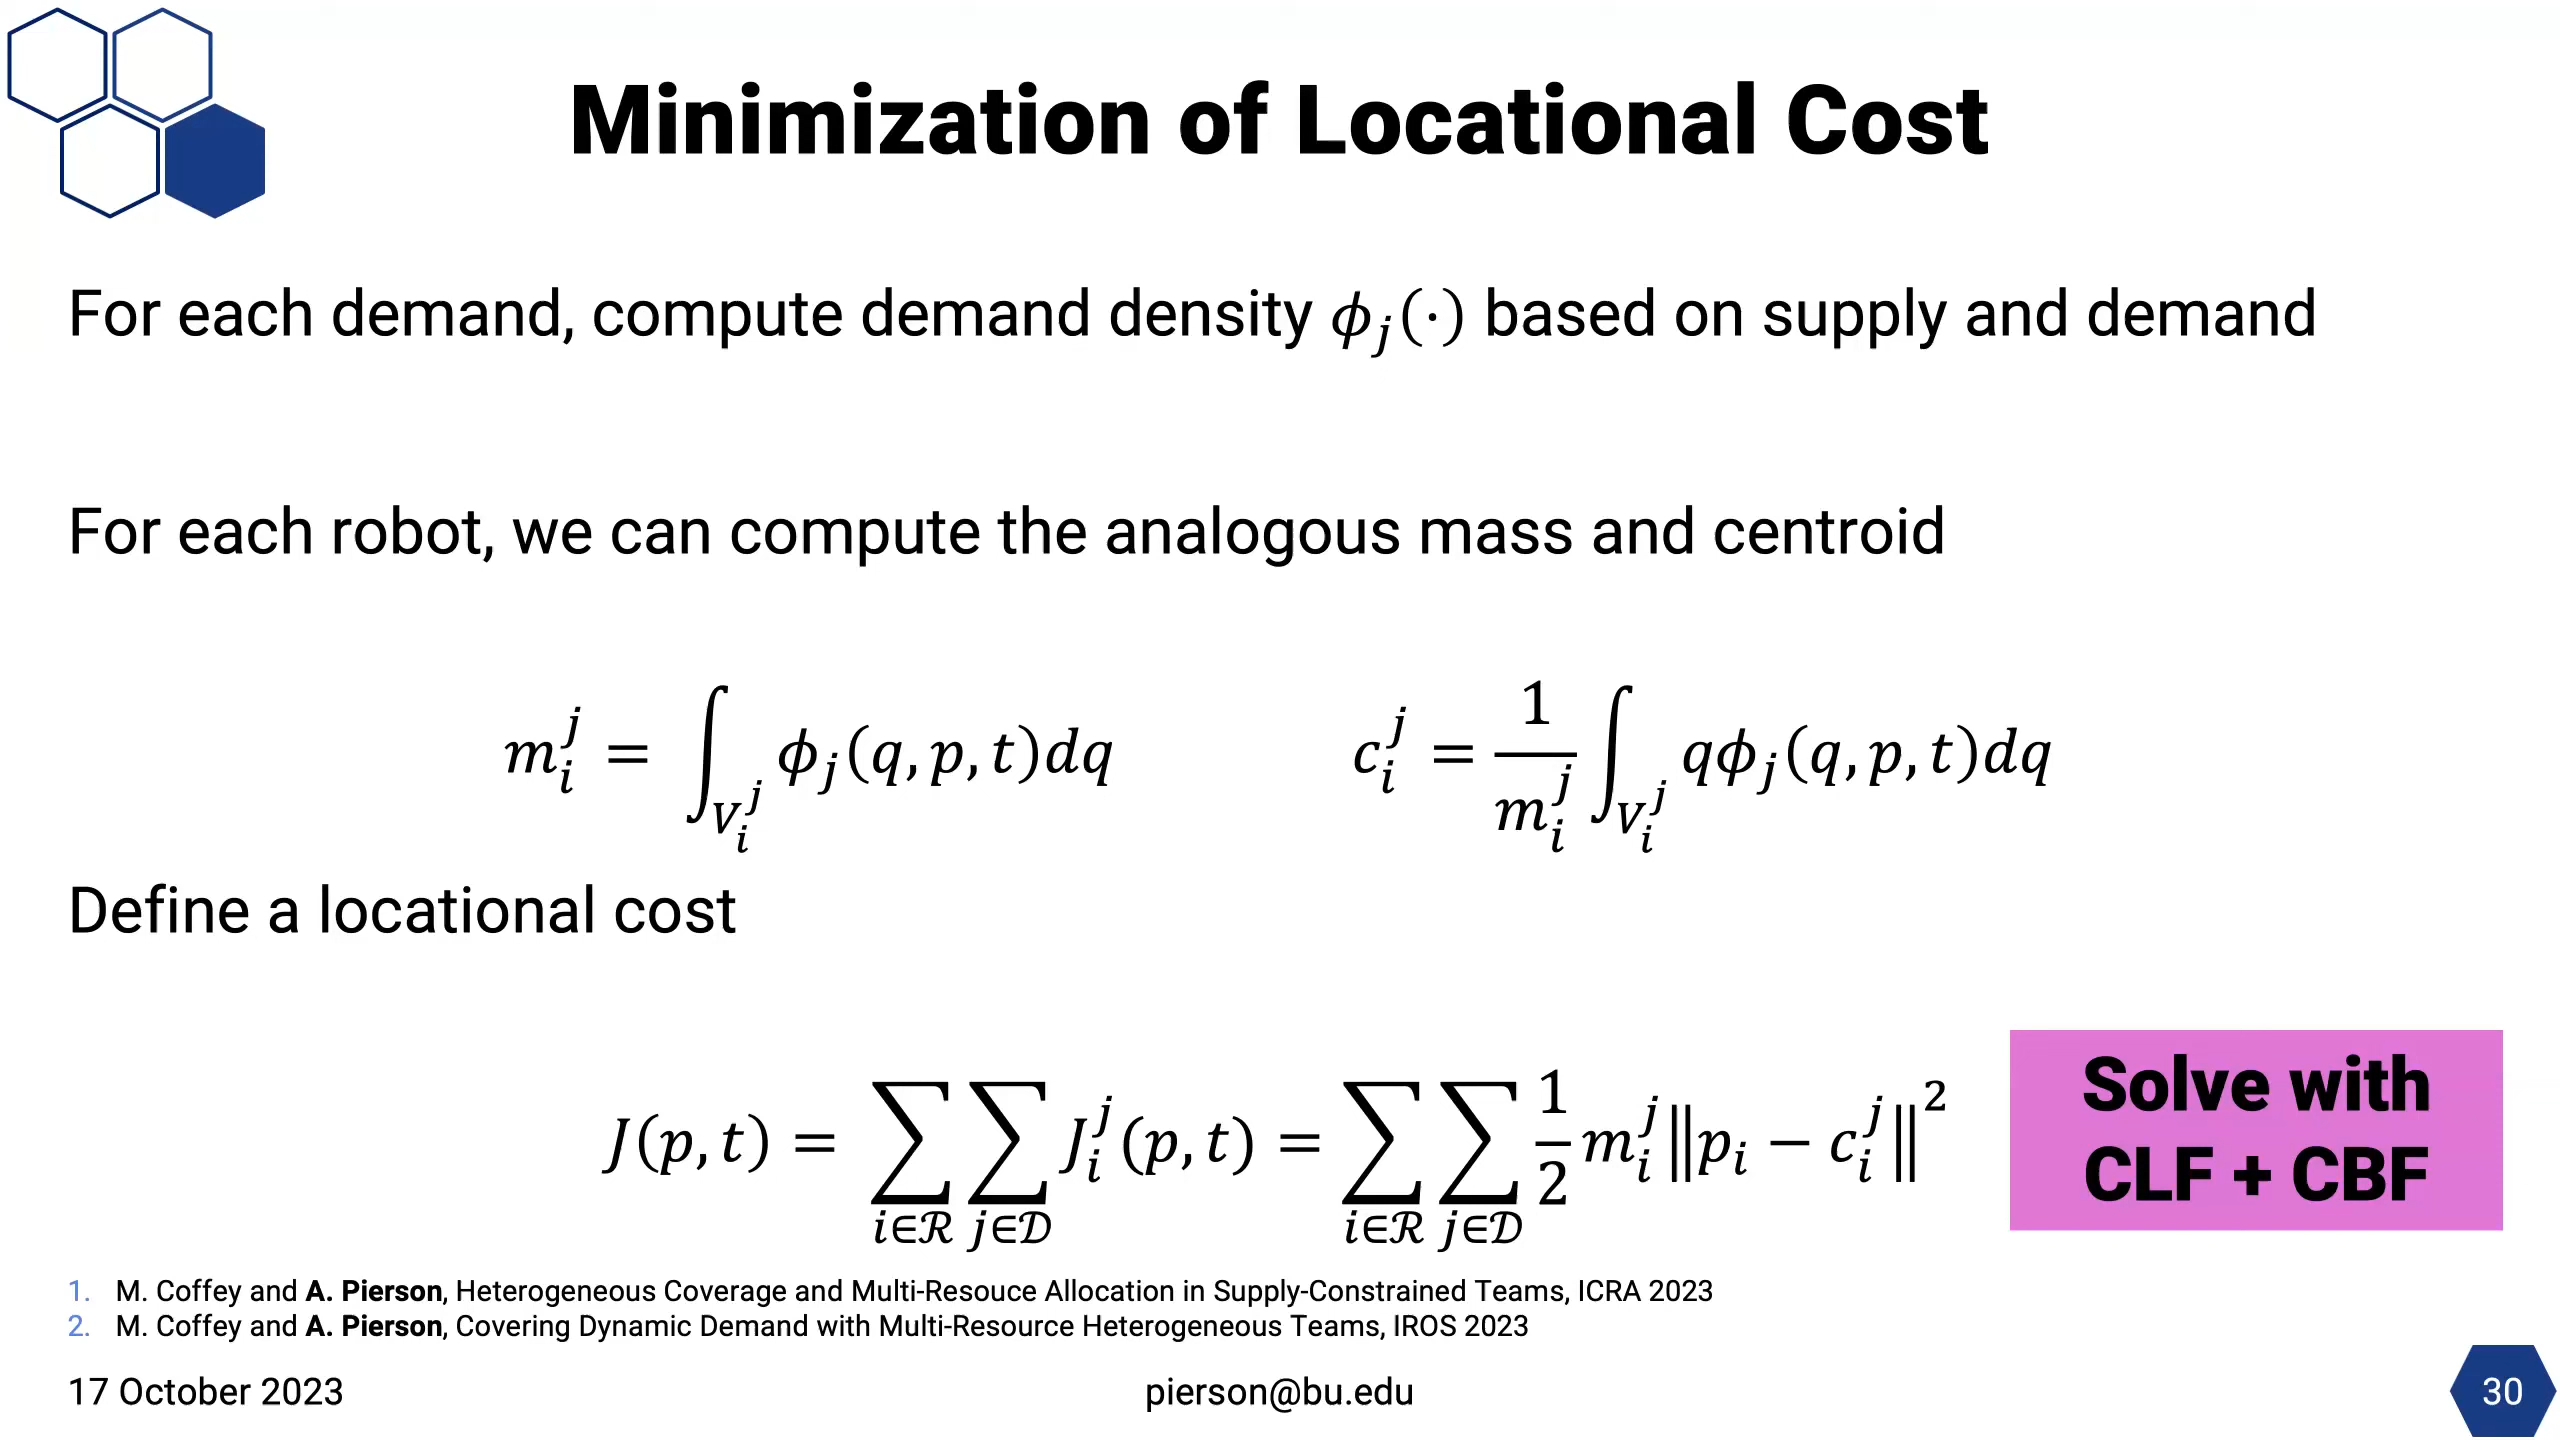 Minimization of Locational Cost
For each demand, compute demand density ϕ_j(·) based on supply and demand
For each robot, we can compute the analogous mass and centroid
m_i^j = ∫_{V_i^j} ϕ_j(q, p, t)dq
c_i^j = \frac{1}{m_i^j} ∫_{V_i^j} qϕ_j(q, p, t)dq
Define a locational cost
J(p, t) = ∑_{i∈ℛ} ∑_{j∈𝒟} J_i^j(p, t) = ∑_{i∈ℛ} ∑_{j∈𝒟} \frac{1}{2} m_i^j ‖p_i − c_i^j‖^2
Solve with
CLF + CBF
1. M. Coffey and A. Pierson, Heterogeneous Coverage and Multi-Resouce Allocation in Supply-Constrained Teams, ICRA 2023
2. M. Coffey and A. Pierson, Covering Dynamic Demand with Multi-Resource Heterogeneous Teams, IROS 2023
17 October 2023
pierson@bu.edu
30